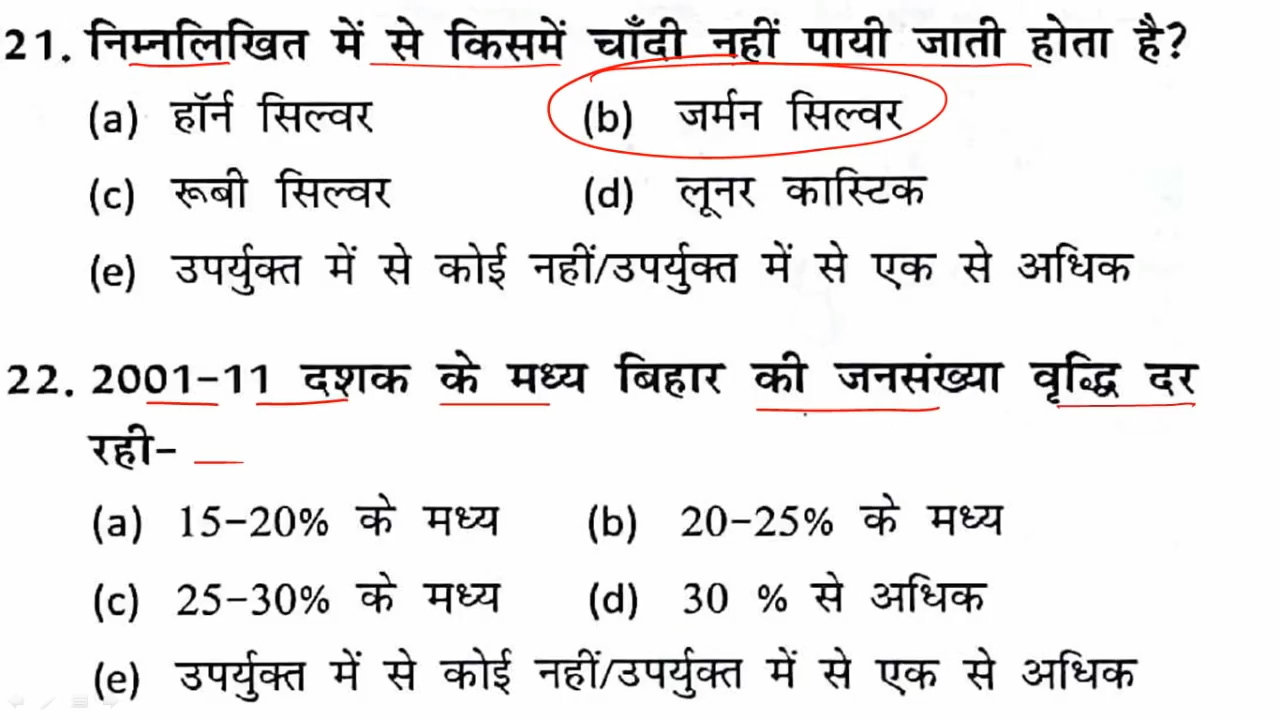 21. निम्नलिखित में से किसमें चाँदी नहीं पायी जाती होता है?
(a) हॉर्न सिल्वर (b) जर्मन सिल्वर
(c) रूबी सिल्वर (d) लूनर कास्टिक
(e) उपर्युक्त में से कोई नहीं/उपर्युक्त में से एक से अधिक
22. 2001-11 दशक के मध्य बिहार की जनसंख्या वृद्धि दर
रही-
(a) 15-20% के मध्य (b) 20-25% के मध्य
(c) 25-30% के मध्य (d) 30 % से अधिक
(e) उपर्युक्त में से कोई नहीं/उपर्युक्त में से एक से अधिक